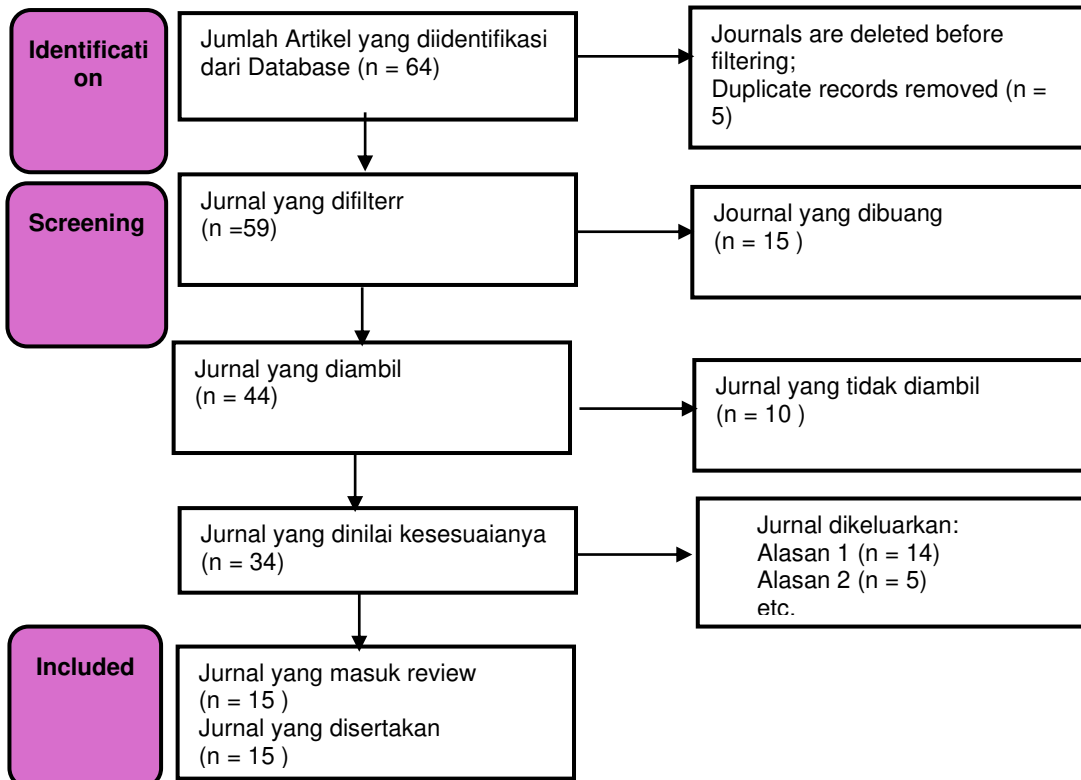 Identificati
on
Jumlah Artikel yang diidentifikasi
dari Database (n = 64)
Journals are deleted before
filtering;
Duplicate records removed (n =
5)
Screening
Jurnal yang difilterr
(n =59)
Journal yang dibuang
(n = 15 )
Jurnal yang diambil
(n = 44)
Jurnal yang tidak diambil
(n = 10 )
Jurnal yang dinilai kesesuaianya
(n = 34)
Jurnal dikeluarkan:
Alasan 1 (n = 14)
Alasan 2 (n = 5)
etc.
Included
Jurnal yang masuk review
(n = 15 )
Jurnal yang disertakan
(n = 15 )